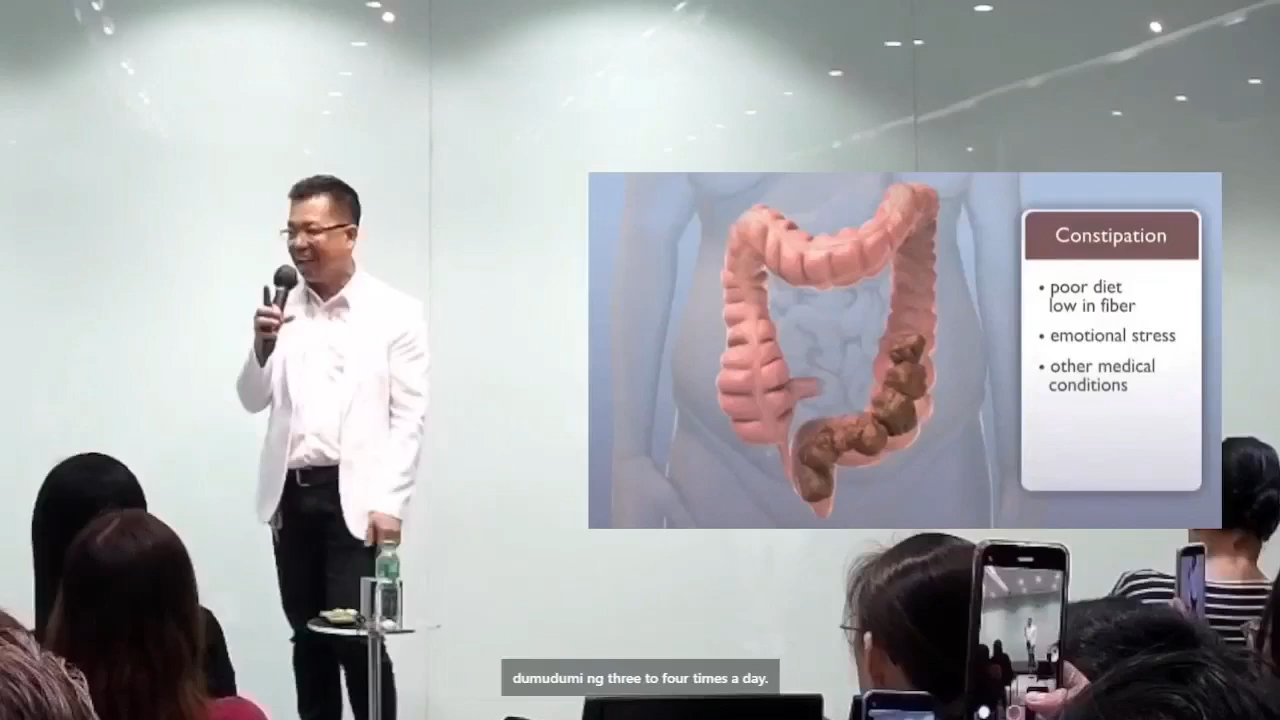 Constipation
• poor diet
low in fiber
• emotional stress
• other medical
conditions
dumudumi ng three to four times a day.